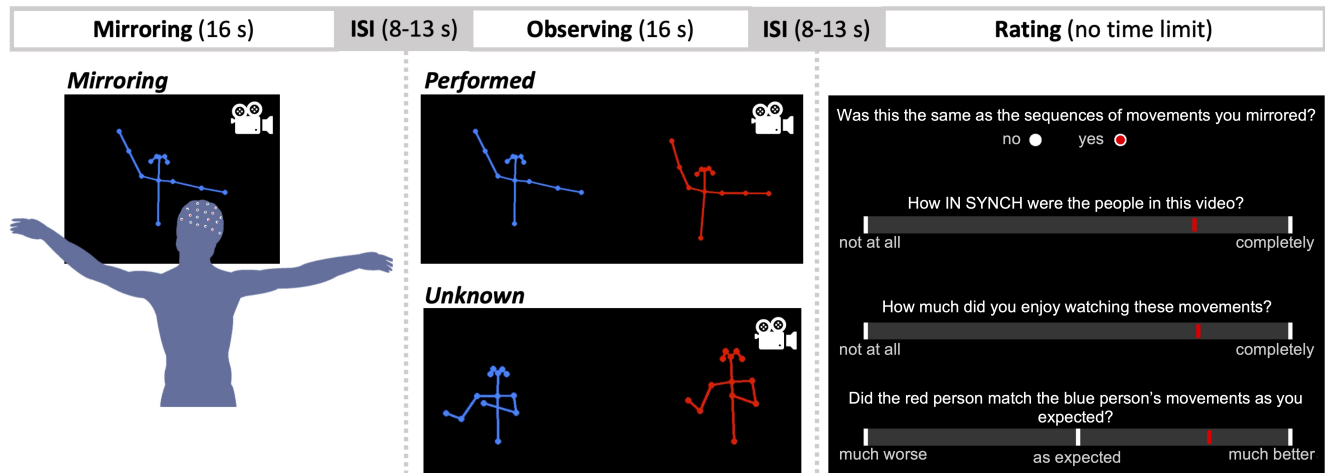 Mirroring (16 s)
ISI (8-13 s)
Observing (16 s)
ISI (8-13 s)
Rating (no time limit)
Mirroring
Performed
Unknown
Was this the same as the sequences of movements you mirrored?
no
yes
How IN SYNCH were the people in this video?
not at all
completely
How much did you enjoy watching these movements?
not at all
completely
Did the red person match the blue person's movements as you
expected?
much worse
as expected
much better